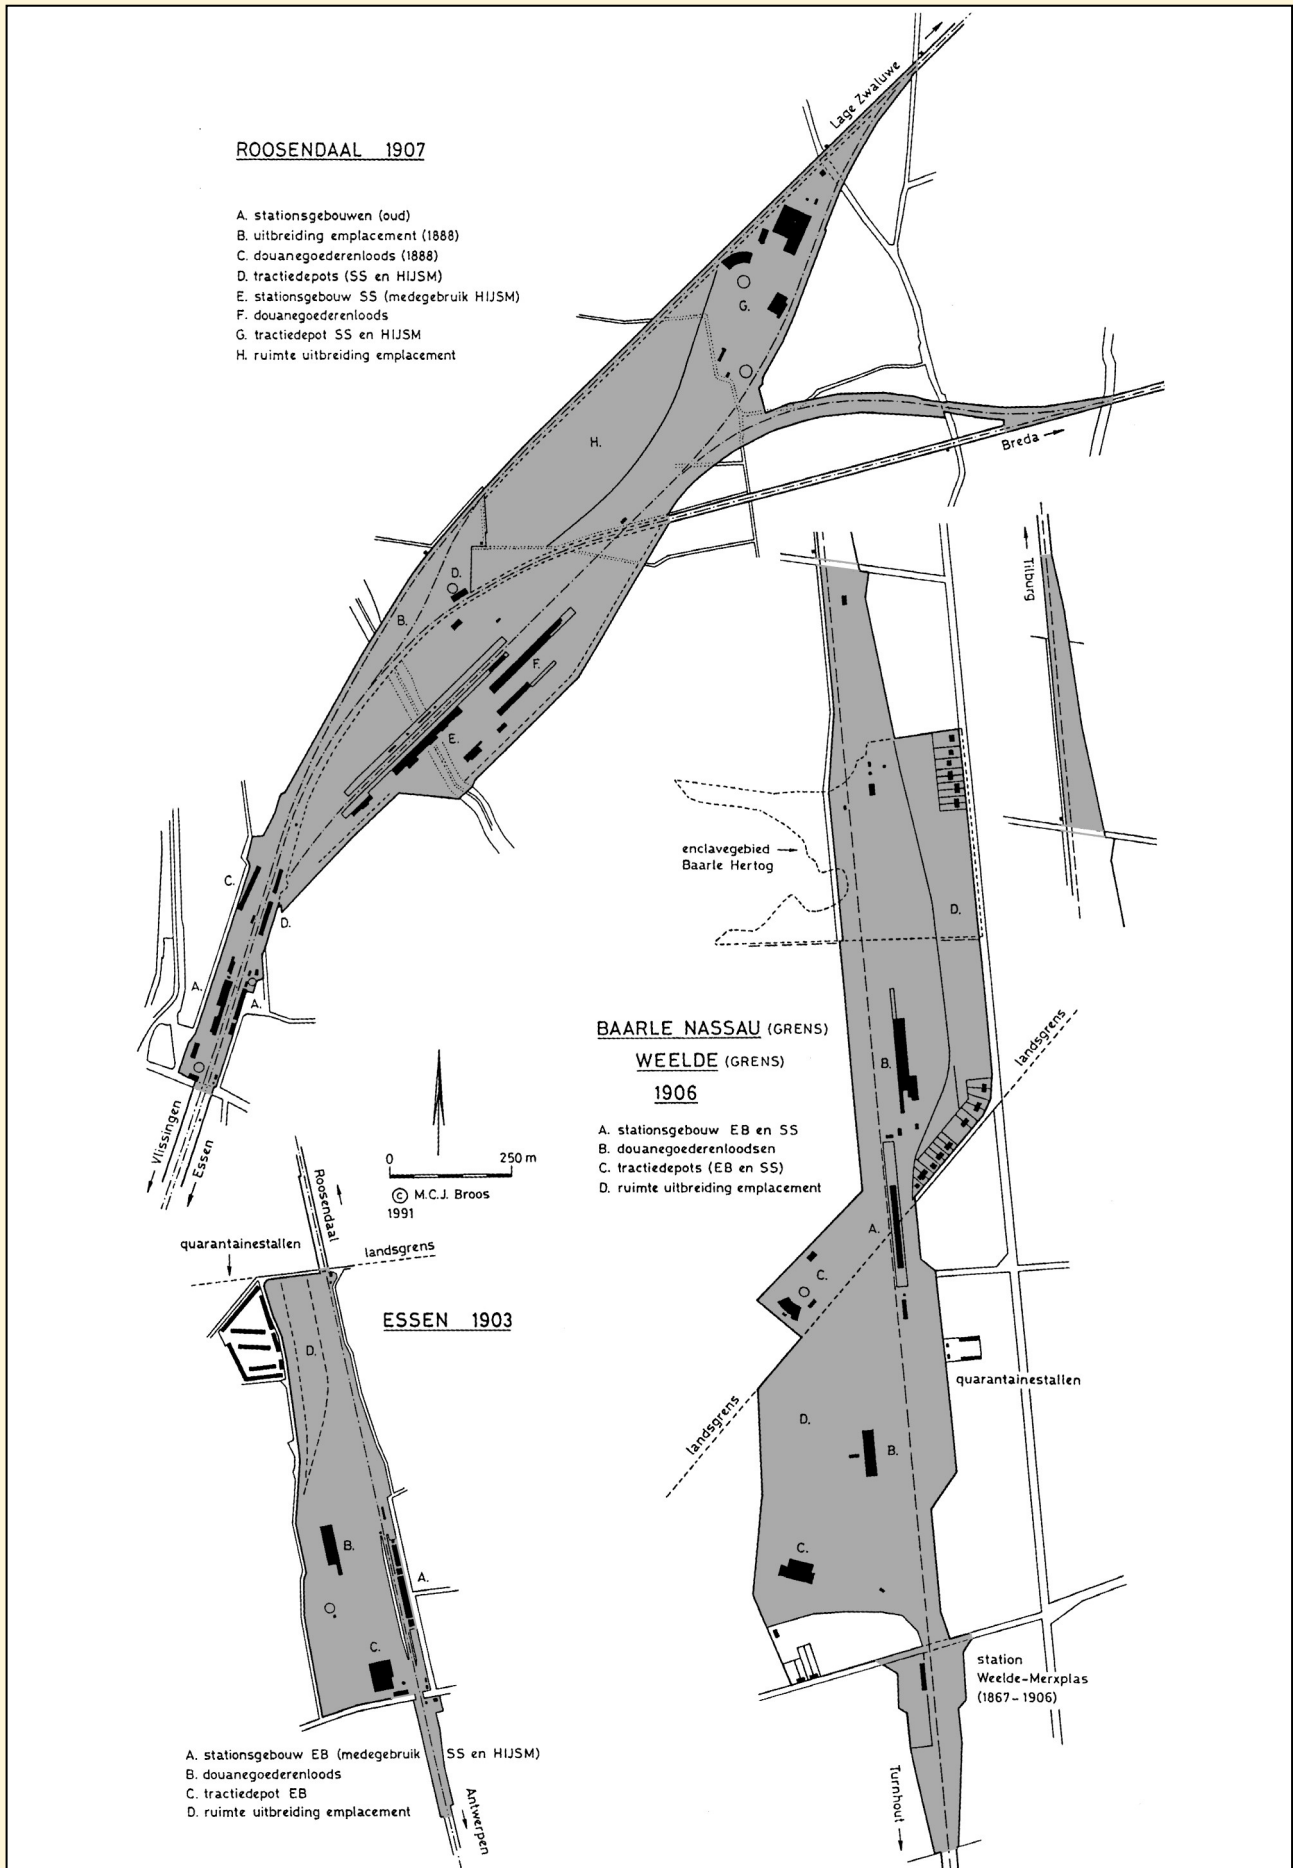 ROOSENDAAL 1907
A. stationsgebouwen (oud)
B. uitbreiding emplacement (1888)
C. douanegoederenloods (1888)
D. tractiedepots (SS en HIJSM)
E. stationsgebouw SS (medegebruik HIJSM)
F. douanegoederenloods
G. tractiedepot SS en HIJSM
H. ruimte uitbreiding emplacement
Lage Zwaluwe
G.
H.
Breda
D.
B.
F.
E.
C.
D.
A.
A.
Vlissingen
Essen
Tilburg
enclavegebied
Baarle Hertog
D.
BAARLE NASSAU (GRENS)
WEELDE (GRENS)
1906
A. stationsgebouw EB en SS
B. douanegoederenloodsen
C. tractiedepots (EB en SS)
D. ruimte uitbreiding emplacement
B.
landsgrens
A.
C.
quarantainestallen
landsgrens
D.
B.
C.
station
Weelde-Merxplas
(1867-1906)
Turnhout
0 250 m
© M.C.J. Broos
1991
Roosendaal
quarantainestallen
landsgrens
ESSEN 1903
D.
B.
A.
C.
A. stationsgebouw EB (medegebruik SS en HIJSM)
B. douanegoederenloods
C. tractiedepot EB
D. ruimte uitbreiding emplacement
Antwerpen